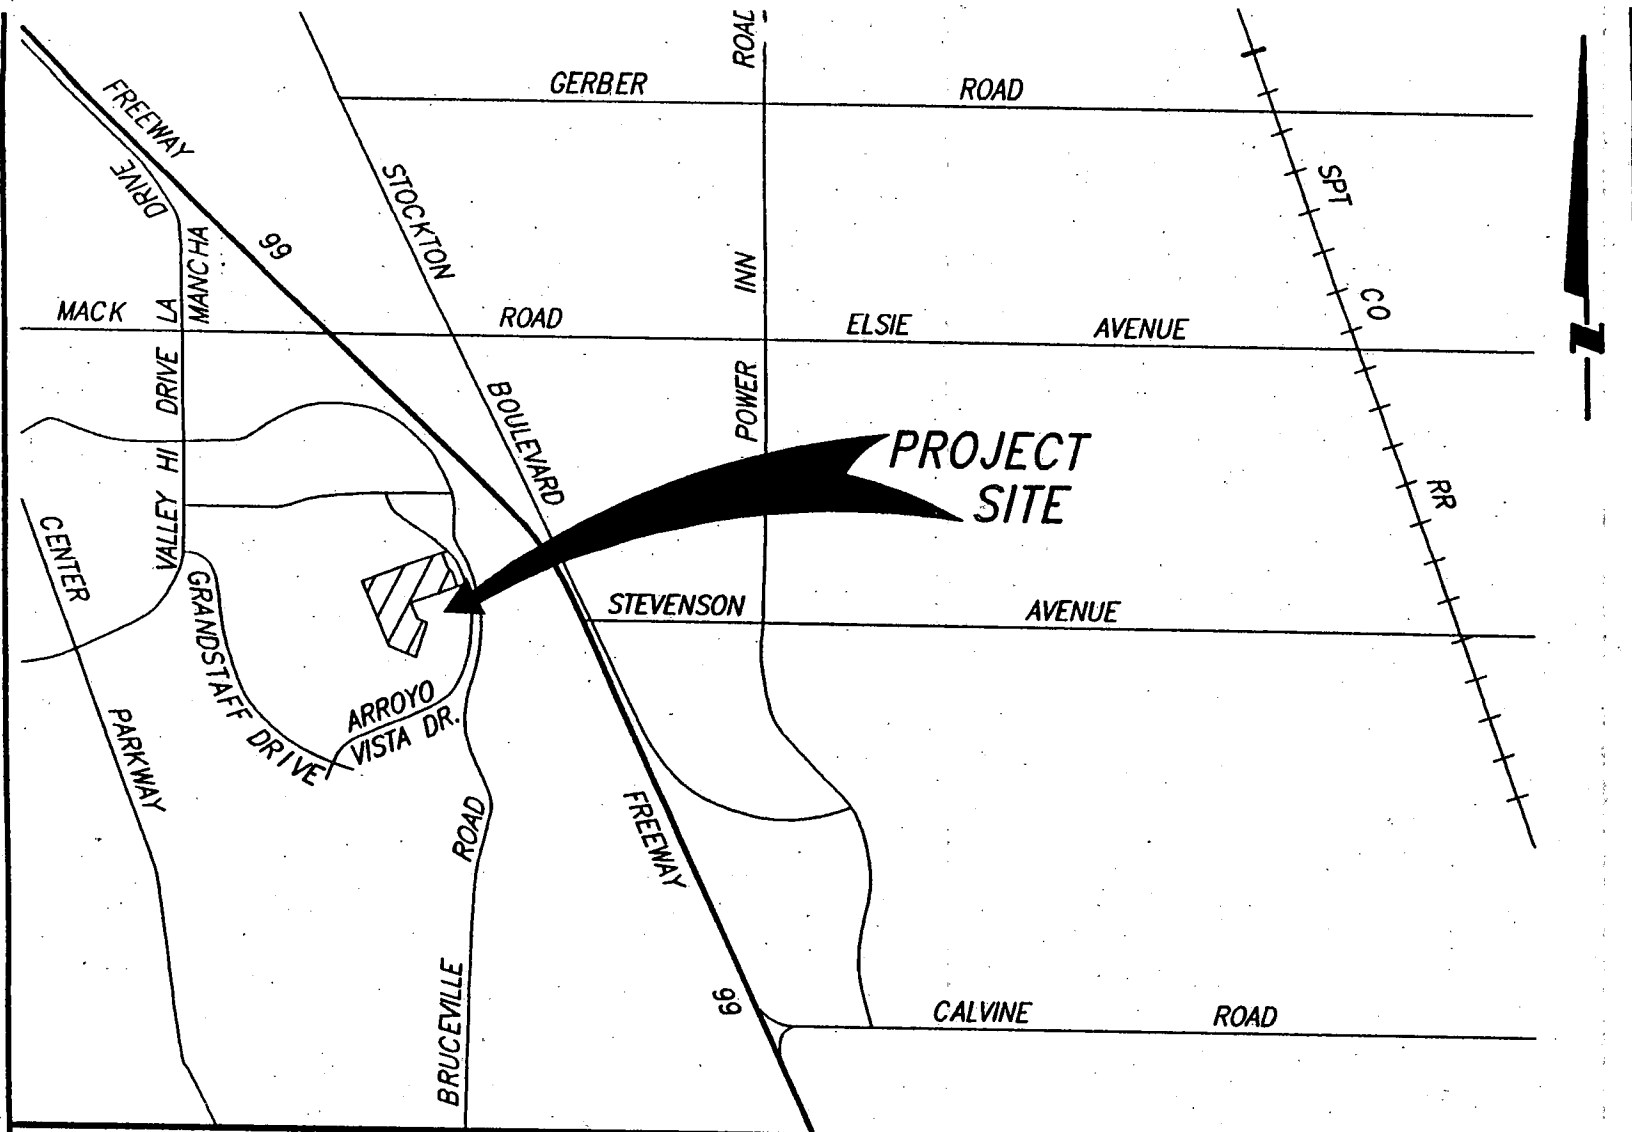 ROAD
GERBER ROAD
FREEWAY
99
LA MANCHA DRIVE
STOCKTON BOULEVARD
SPT CO RR
POWER INN
MACK ROAD
ELSIE AVENUE
N
VALLEY HI DRIVE
PROJECT
SITE
CENTER PARKWAY
GRANDSTAFF DRIVE
STEVENSON AVENUE
ARROYO
VISTA DR.
FREEWAY
99
BRUCEVILLE ROAD
CALVINE ROAD